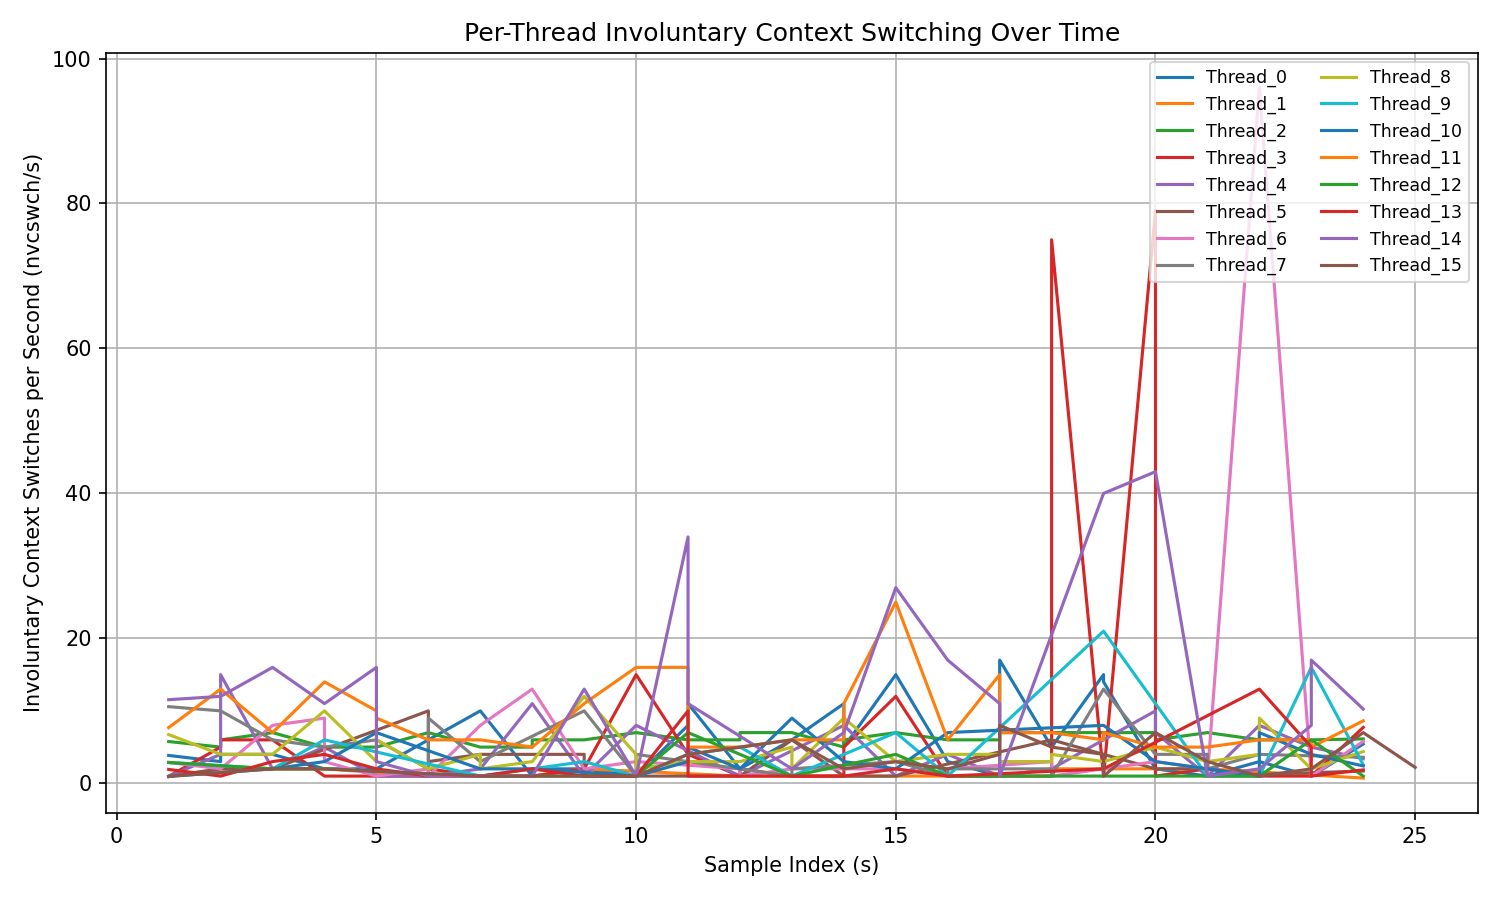 Per-Thread Involuntary Context Switching Over Time
Involuntary Context Switches per Second (nvcswch/s)
100
80
60
40
20
0
Thread_0
Thread_1
Thread_2
Thread_3
Thread_4
Thread_5
Thread_6
Thread_7
Thread_8
Thread_9
Thread_10
Thread_11
Thread_12
Thread_13
Thread_14
Thread_15
0 5 10 15 20 25
Sample Index (s)